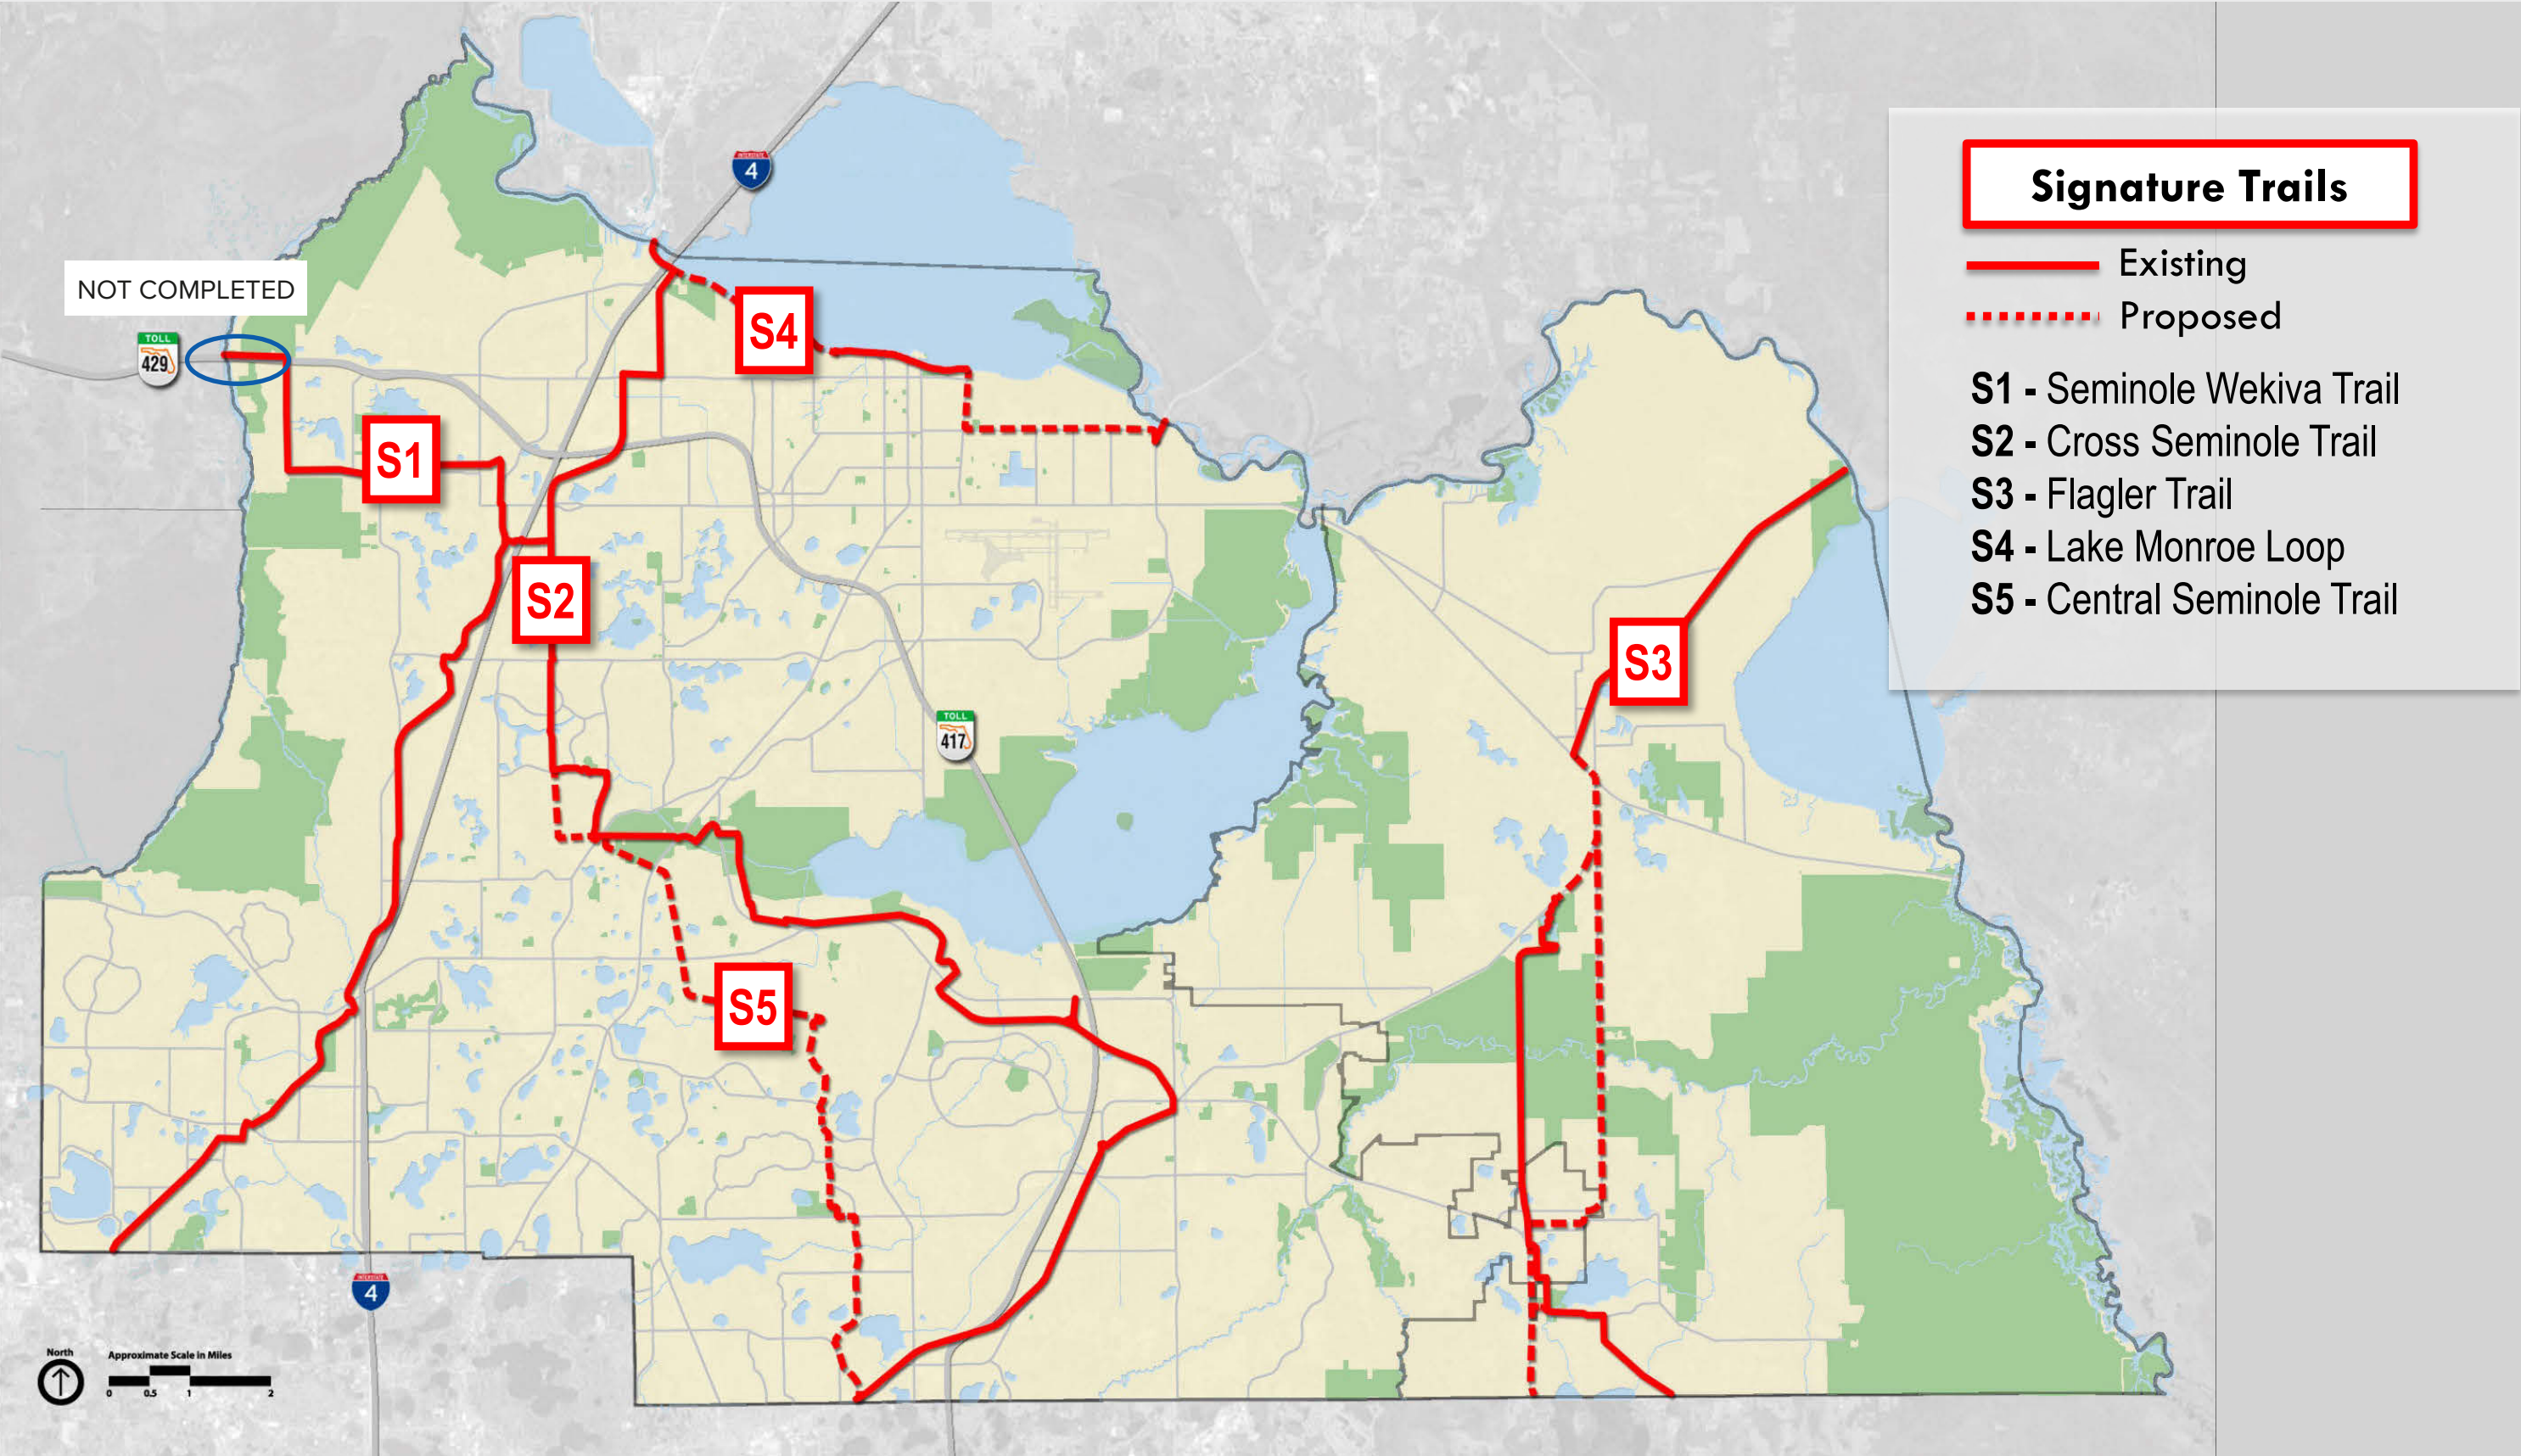 INTERSTATE
4
Signature Trails
Existing
Proposed
NOT COMPLETED
S4
TOLL
429
S1 - Seminole Wekiva Trail
S2 - Cross Seminole Trail
S3 - Flagler Trail
S4 - Lake Monroe Loop
S5 - Central Seminole Trail
S1
S2
S3
TOLL
417
S5
INTERSTATE
4
North
Approximate Scale in Miles
0 0.5 1 2